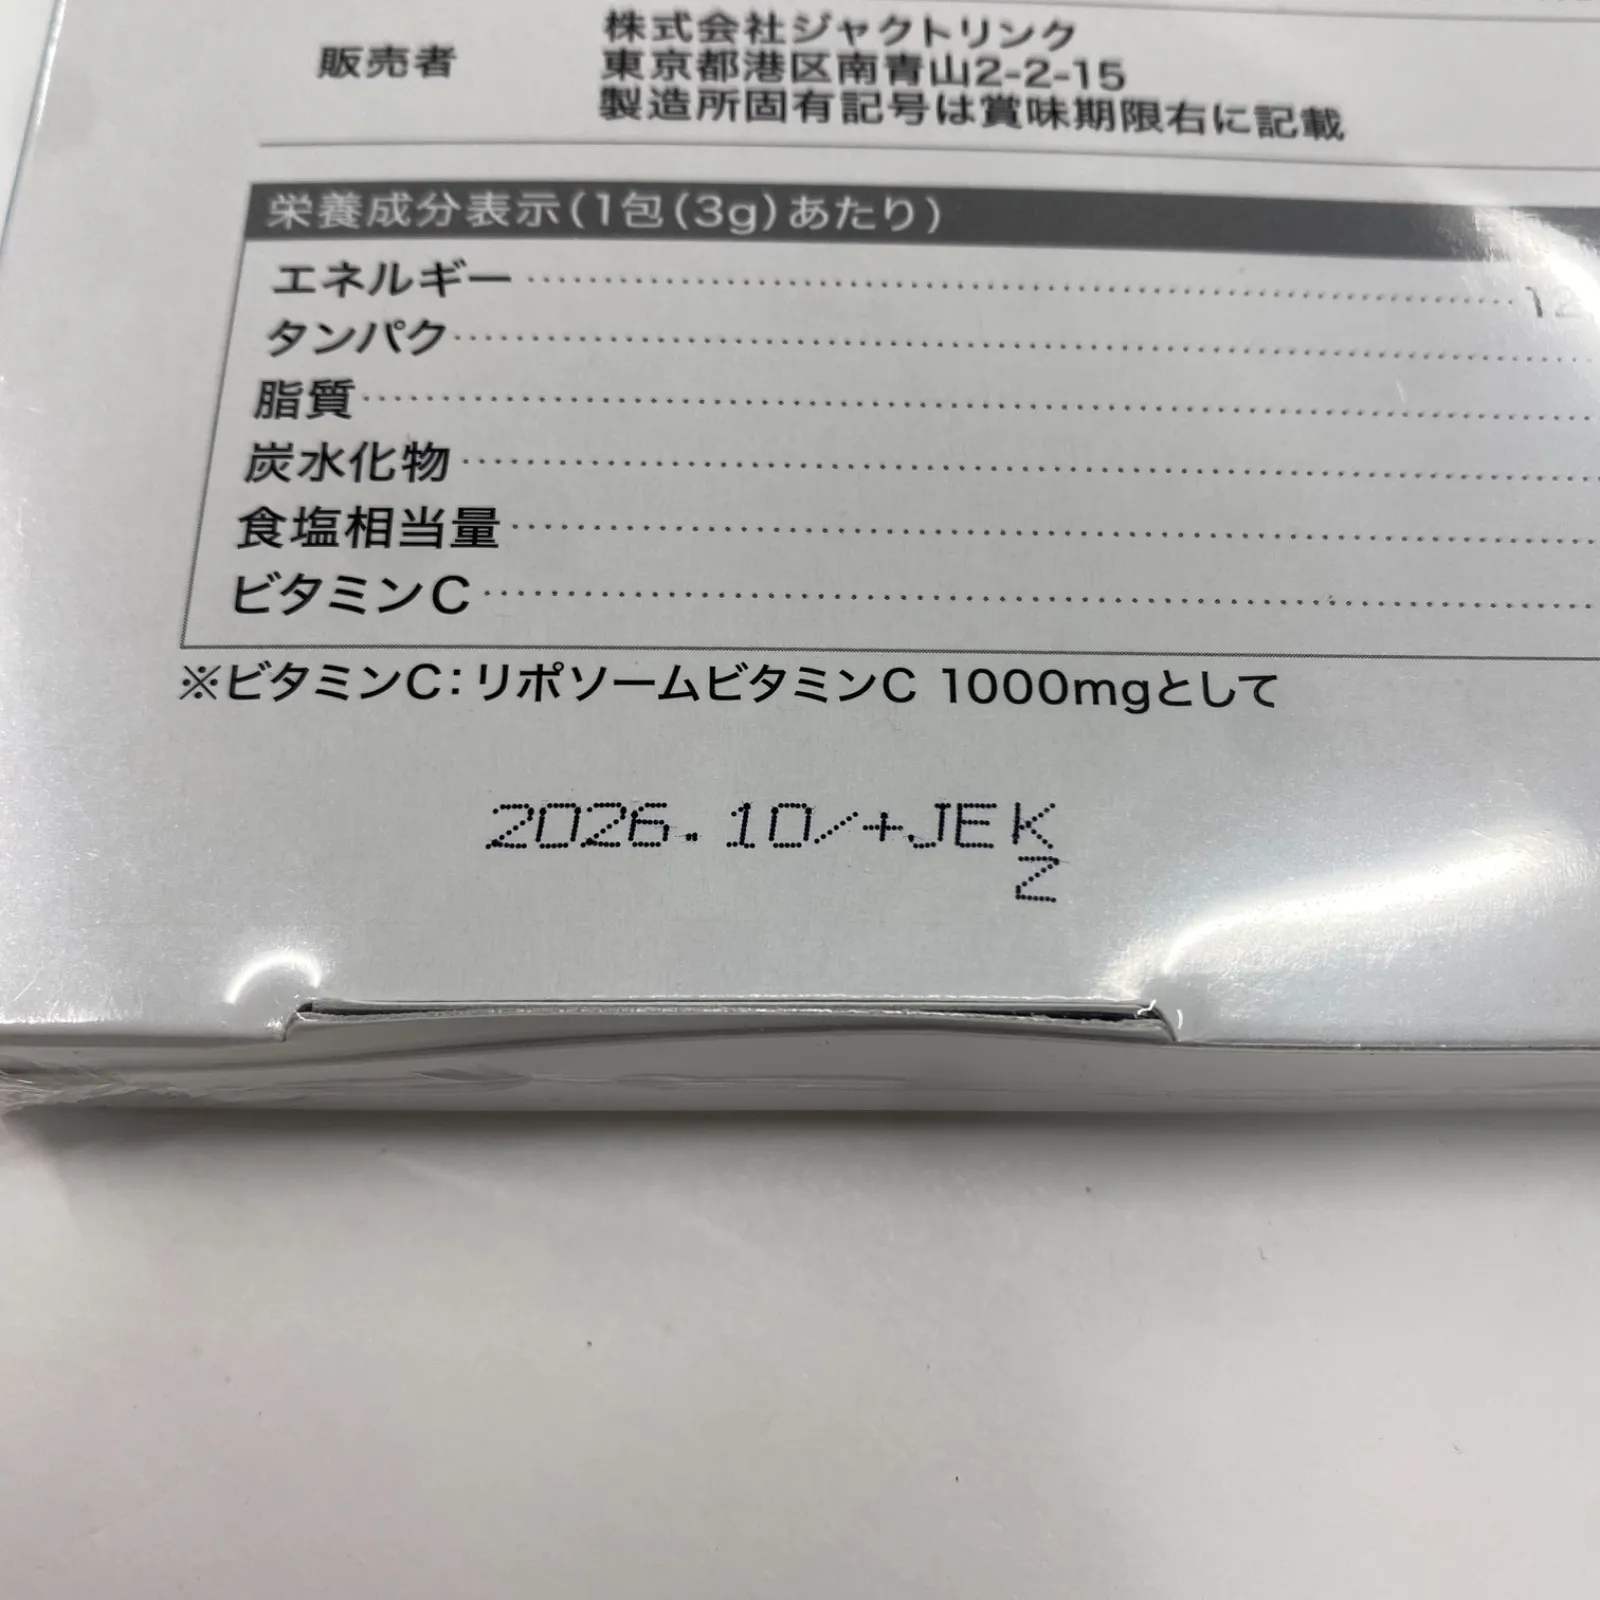 販売者
株式会社ジャクトリンク
東京都港区南青山2-2-15
製造所固有記号は賞味期限右に記載
栄養成分表示(1包(3g)あたり)
エネルギー
タンパク
脂質
炭水化物
食塩相当量
ビタミンC
※ビタミンC:リポソームビタミンC 1000mgとして
2026.10/+JEK
Z